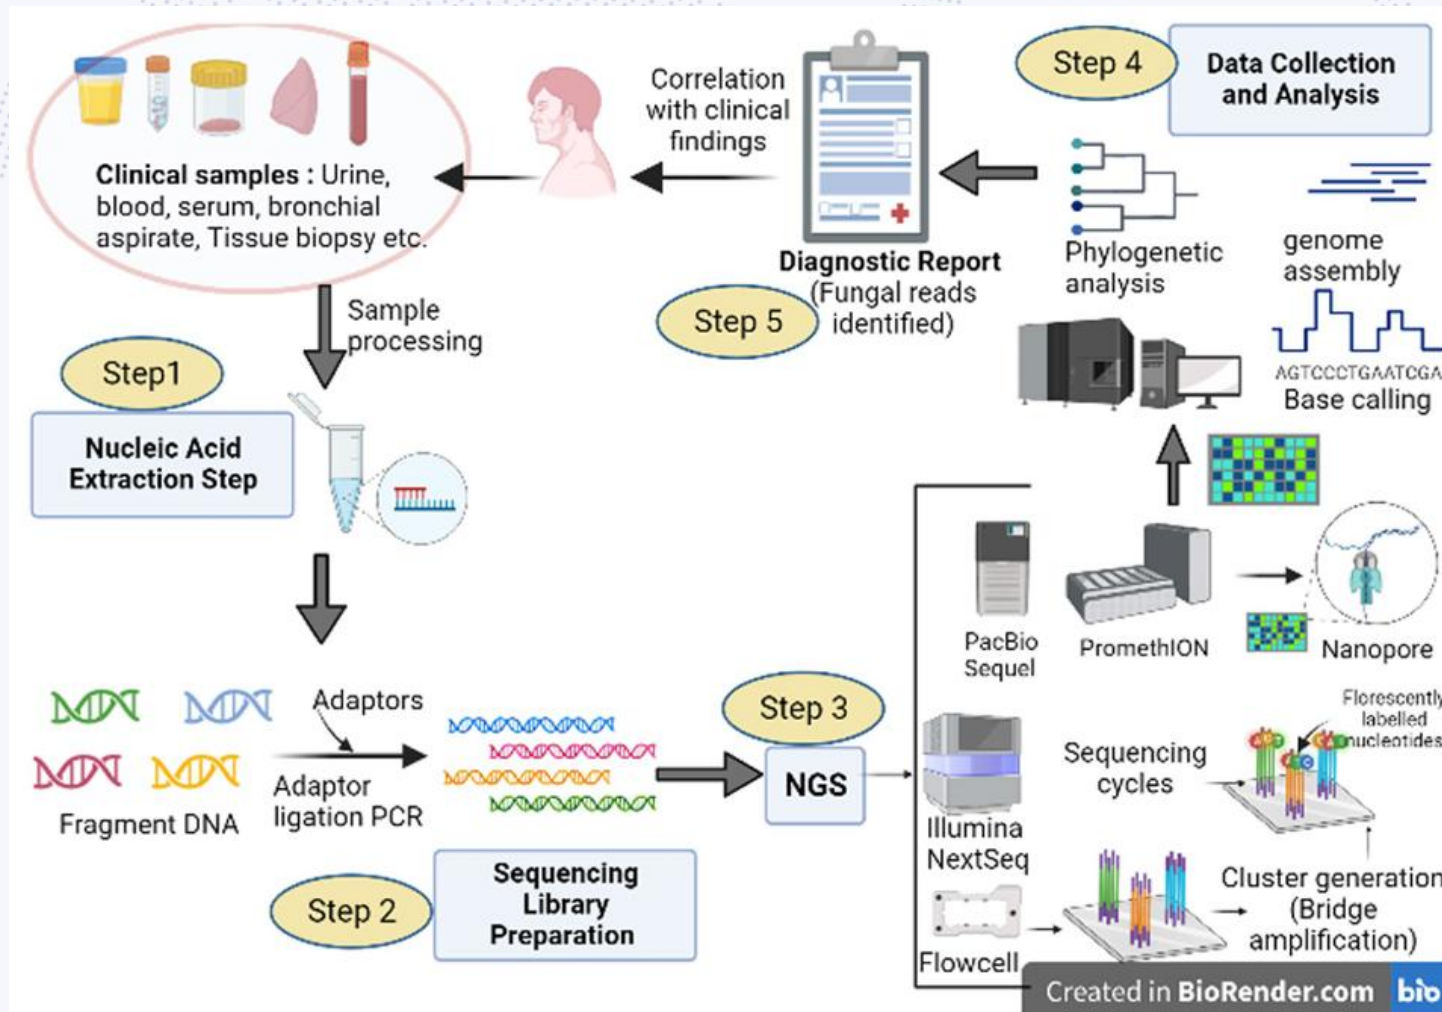 Clinical samples : Urine,
blood, serum, bronchial
aspirate, Tissue biopsy etc.
Correlation
with clinical
findings
Diagnostic Report
(Fungal reads
identified)
Step 5
Step 4
Data Collection
and Analysis
Phylogenetic
analysis
genome
assembly
AGTCCCTGAATCGA
Base calling
Sample
processing
Step1
Nucleic Acid
Extraction Step
Fragment DNA
Adaptors
Adaptor
ligation PCR
Step 2
Sequencing
Library
Preparation
Step 3
NGS
PacBio
Sequel
PromethION
Nanopore
Illumina
NextSeq
Flowcell
Sequencing
cycles
Florescently
labelled
nucleotides
Cluster generation
(Bridge
amplification)
Created in BioRender.com bio